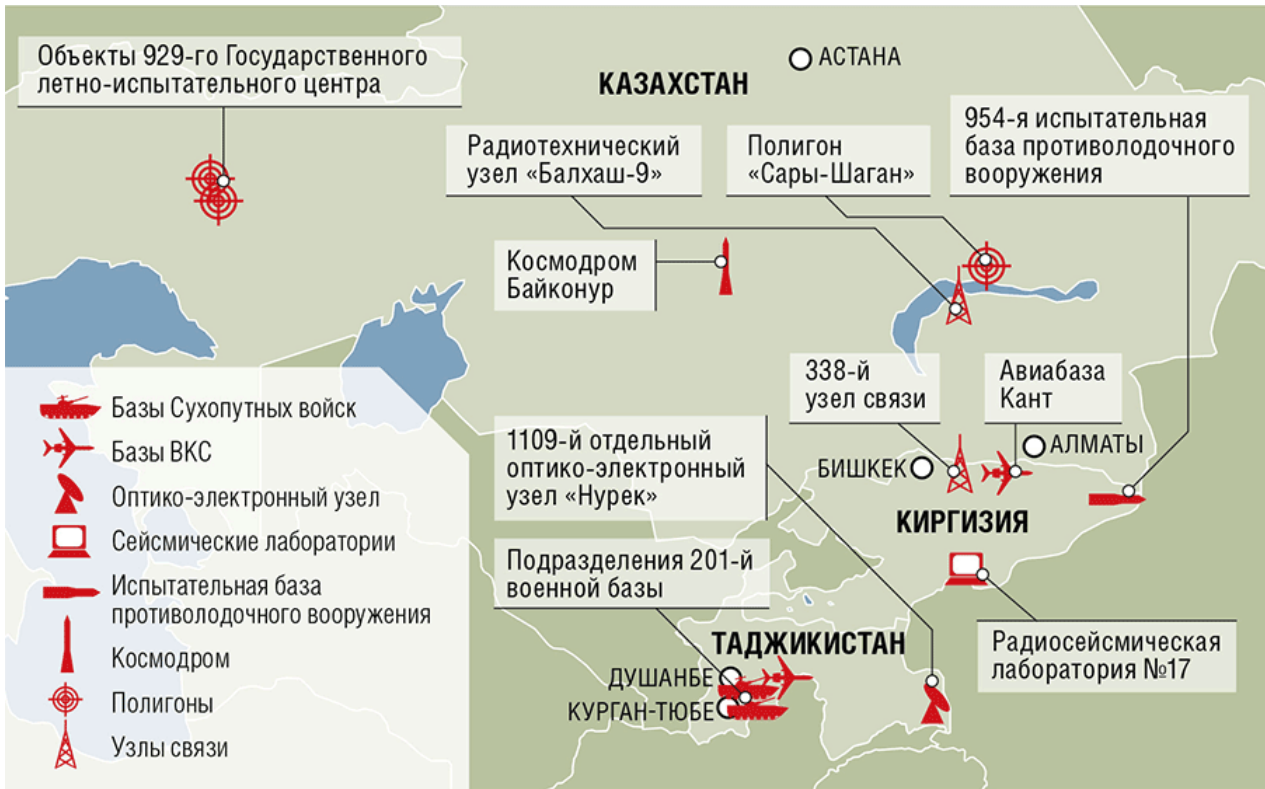 Объекты 929-го Государственного
летно-испытательного центра
АСТАНА
КАЗАХСТАН
Радиотехнический
узел «Балхаш-9»
Полигон
«Сары-Шаган»
954-я испытательная
база противолодочного
вооружения
Космодром
Байконур
338-й
узел связи
Авиабаза
Кант
АЛМАТЫ
БИШКЕК
1109-й отдельный
оптико-электронный
узел «Нурек»
КИРГИЗИЯ
Подразделения 201-й
военной базы
ТАДЖИКИСТАН
Радиосейсмическая
лаборатория №17
ДУШАНБЕ
КУРГАН-ТЮБЕ
Базы Сухопутных войск
Базы ВКС
Оптико-электронный узел
Сейсмические лаборатории
Испытательная база
противолодочного вооружения
Космодром
Полигоны
Узлы связи